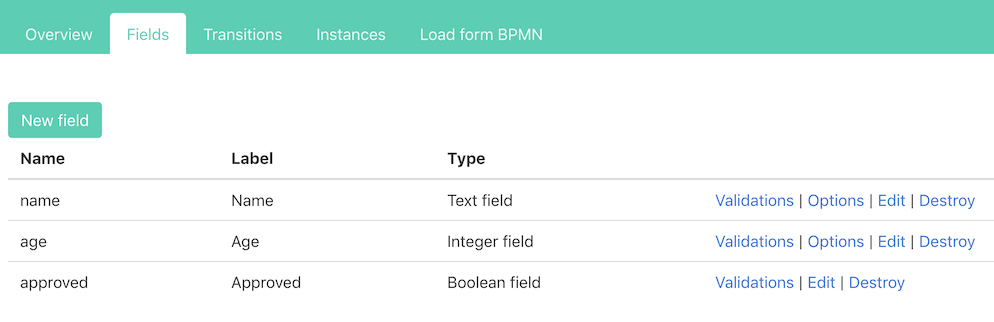 Overview Fields Transitions Instances Load form BPMN
New field
Name Label Type
name Name Text field Validations | Options | Edit | Destroy
age Age Integer field Validations | Options | Edit | Destroy
approved Approved Boolean field Validations | Edit | Destroy